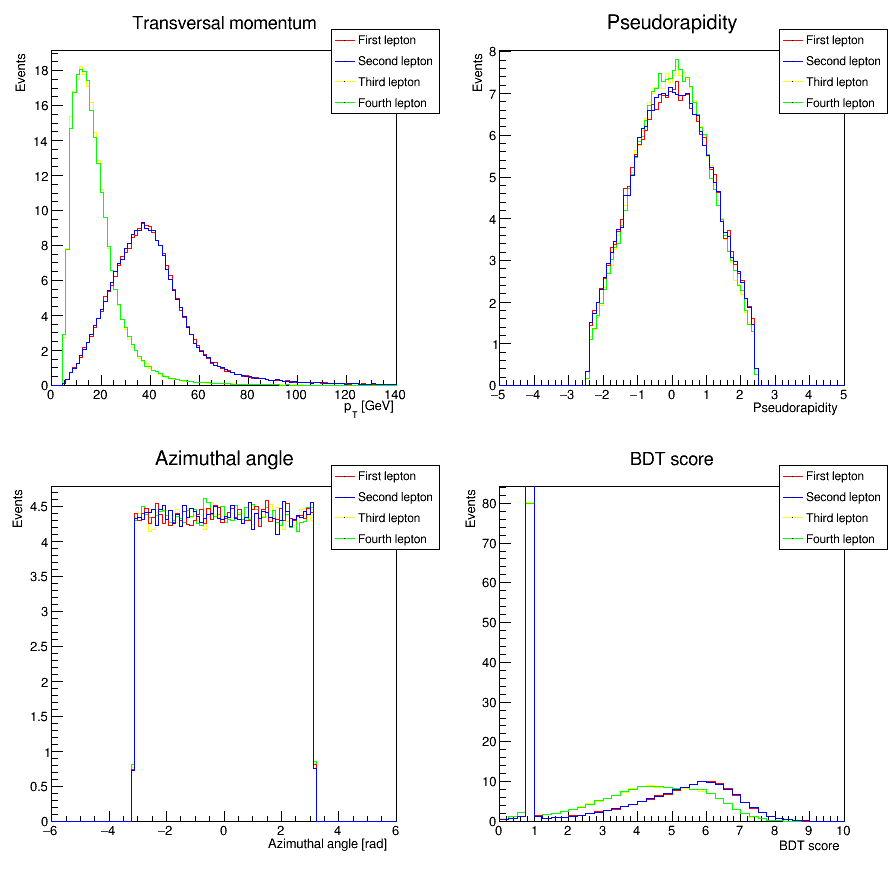 Transversal momentum
Events
First lepton
Second lepton
Third lepton
Fourth lepton
18
16
14
12
10
8
6
4
2
0
0 20 40 60 80 100 120 140
p_T [GeV]
Pseudorapidity
Events
First lepton
Second lepton
Third lepton
Fourth lepton
8
7
6
5
4
3
2
1
0
−5 −4 −3 −2 −1 0 1 2 3 4 5
Pseudorapidity
Azimuthal angle
Events
First lepton
Second lepton
Third lepton
Fourth lepton
4.5
4
3.5
3
2.5
2
1.5
1
0.5
0
−6 −4 −2 0 2 4 6
Azimuthal angle [rad]
BDT score
Events
First lepton
Second lepton
Third lepton
Fourth lepton
80
70
60
50
40
30
20
10
0
0 1 2 3 4 5 6 7 8 9 10
BDT score